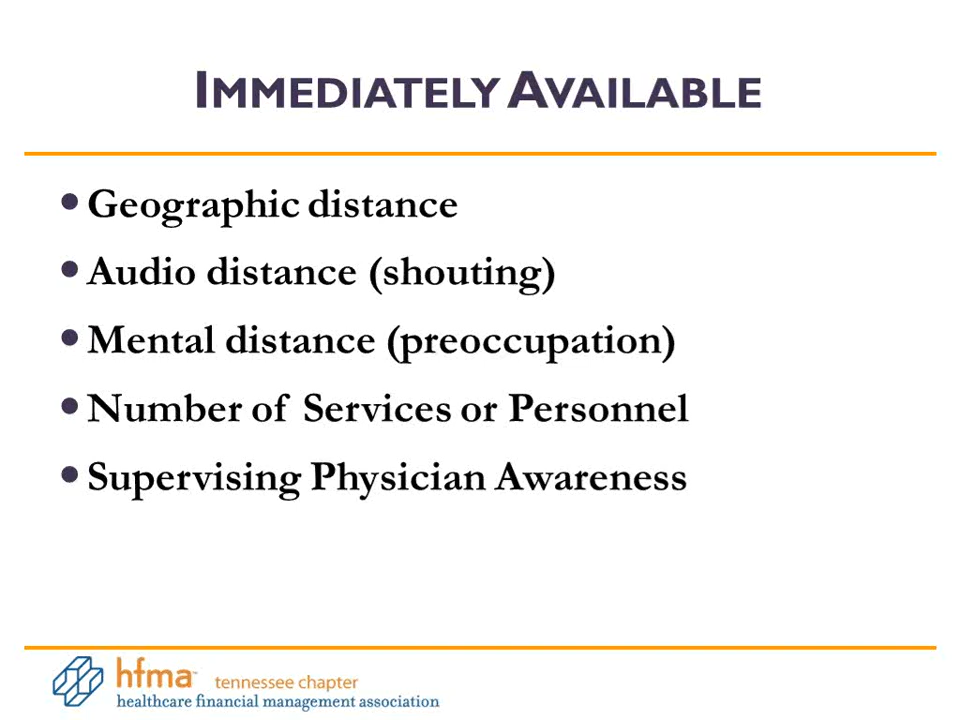 IMMEDIATELY AVAILABLE
• Geographic distance
• Audio distance (shouting)
• Mental distance (preoccupation)
• Number of Services or Personnel
• Supervising Physician Awareness
hfma™ tennessee chapter
healthcare financial management association